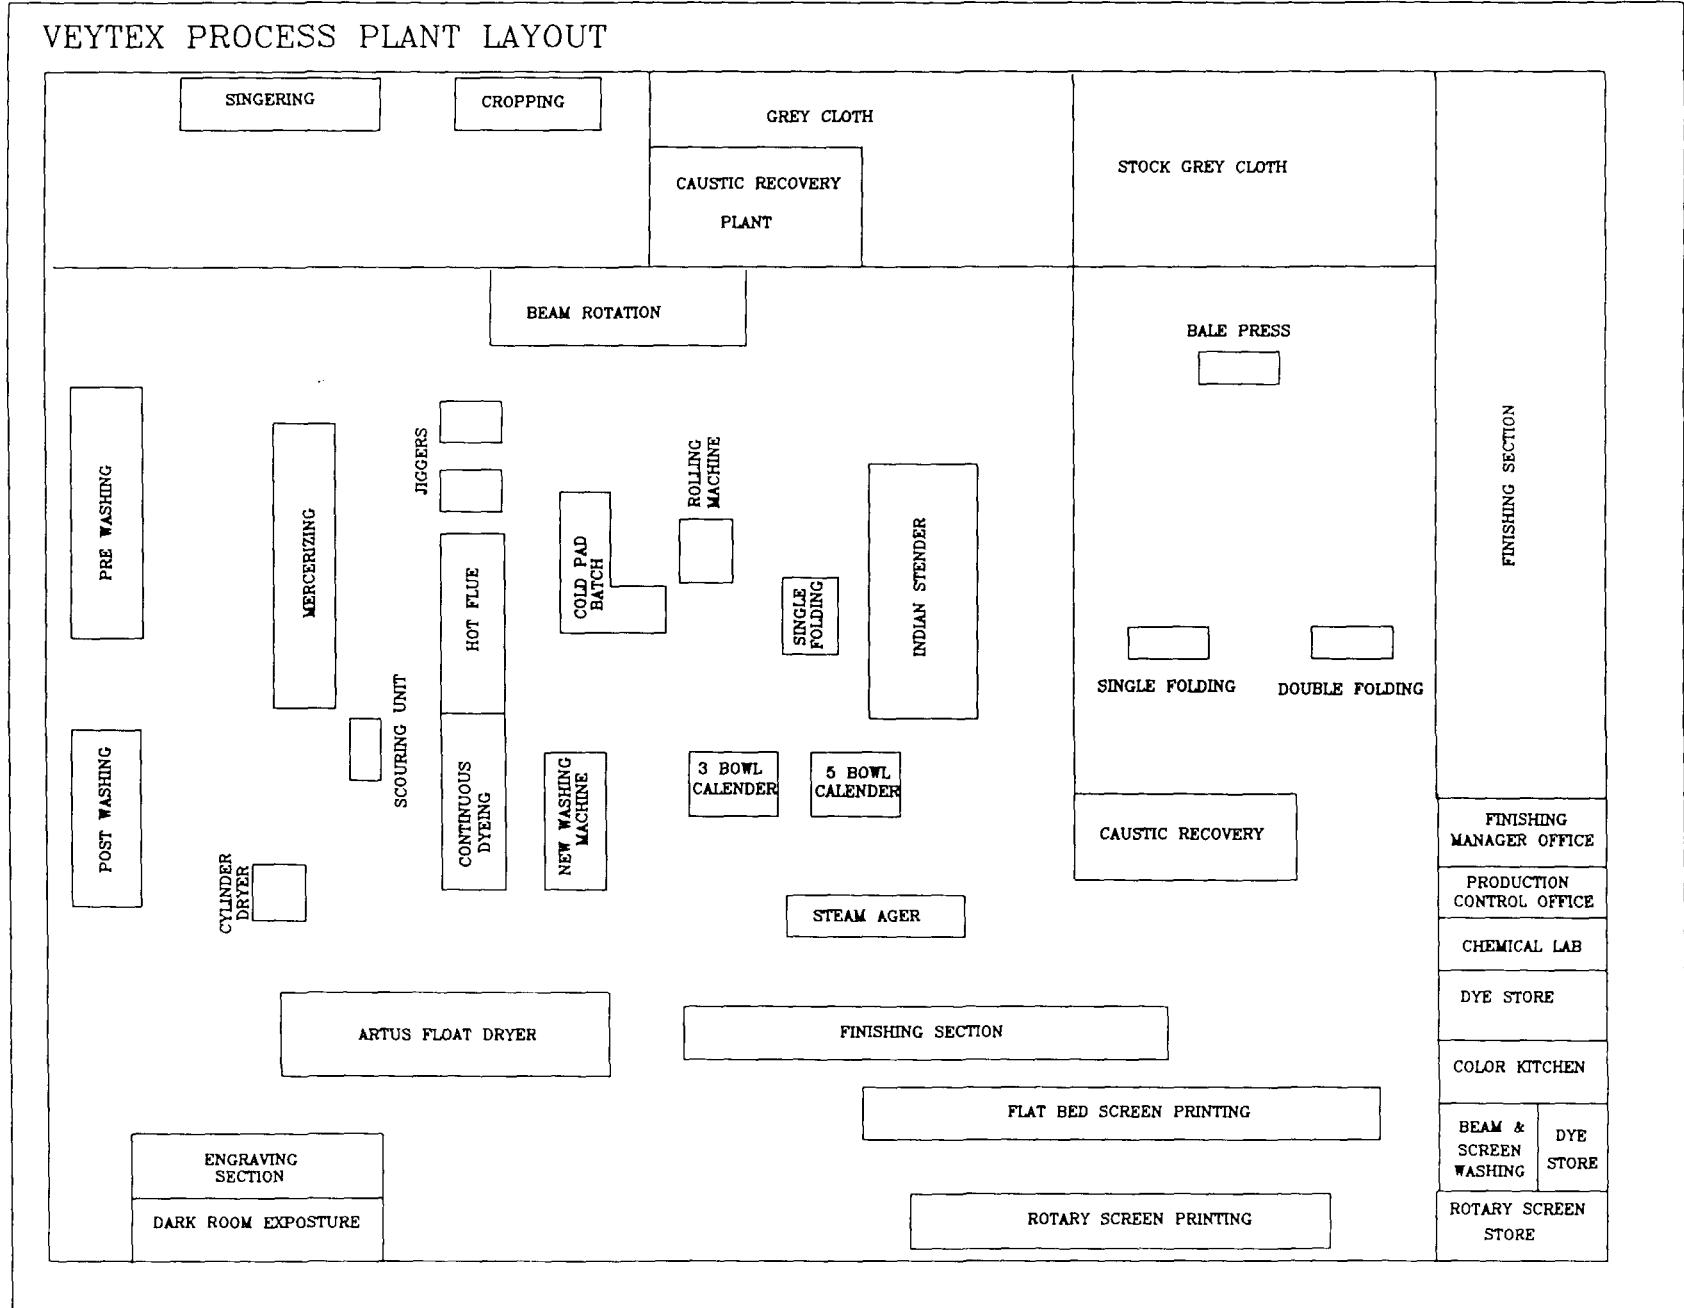 VEYTEX PROCESS PLANT LAYOUT
SINGERING
CROPPING
GREY CLOTH
STOCK GREY CLOTH
CAUSTIC RECOVERY
PLANT
BEAM ROTATION
BALE PRESS
PRE WASHING
MERCERIZING
JIGGERS
HOT FLUE
COLD PAD
BATCH
ROLLING
MACHINE
SINGLE
FOLDING
INDIAN STENDER
SINGLE FOLDING
DOUBLE FOLDING
FINISHING SECTION
POST WASHING
SCOURING UNIT
CONTINUOUS
DYEING
NEW WASHING
MACHINE
3 BOWL
CALENDER
5 BOWL
CALENDER
CAUSTIC RECOVERY
FINISHING
MANAGER OFFICE
CYLINDER
DRYER
STEAM AGER
PRODUCTION
CONTROL OFFICE
CHEMICAL LAB
DYE STORE
ARTUS FLOAT DRYER
FINISHING SECTION
COLOR KITCHEN
FLAT BED SCREEN PRINTING
BEAM &
SCREEN
WASHING
DYE
STORE
ENGRAVING
SECTION
DARK ROOM EXPOSTURE
ROTARY SCREEN PRINTING
ROTARY SCREEN
STORE